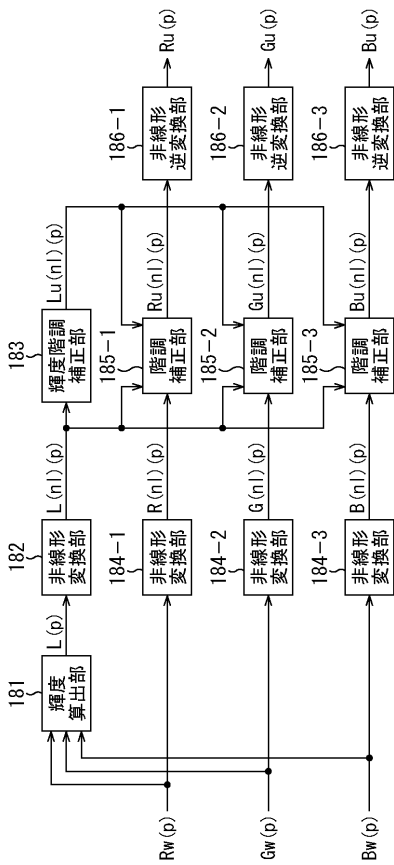 181
輝度
算出部
L(p)
182
非線形
変換部
L(nl)(p)
183
輝度階調
補正部
Lu(nl)(p)
Rw(p)
184-1
非線形
変換部
R(nl)(p)
185-1
階調
補正部
Ru(nl)(p)
186-1
非線形
逆変換部
Ru(p)
Gw(p)
184-2
非線形
変換部
G(nl)(p)
185-2
階調
補正部
Gu(nl)(p)
186-2
非線形
逆変換部
Gu(p)
Bw(p)
184-3
非線形
変換部
B(nl)(p)
185-3
階調
補正部
Bu(nl)(p)
186-3
非線形
逆変換部
Bu(p)